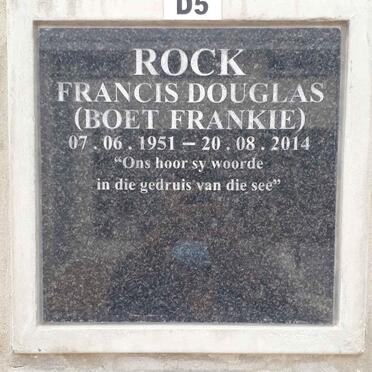 D5
ROCK
FRANCIS DOUGLAS
(BOET FRANKIE)
07 . 06 . 1951 – 20 . 08 . 2014
“Ons hoor sy woorde
in die gedruis van die see”